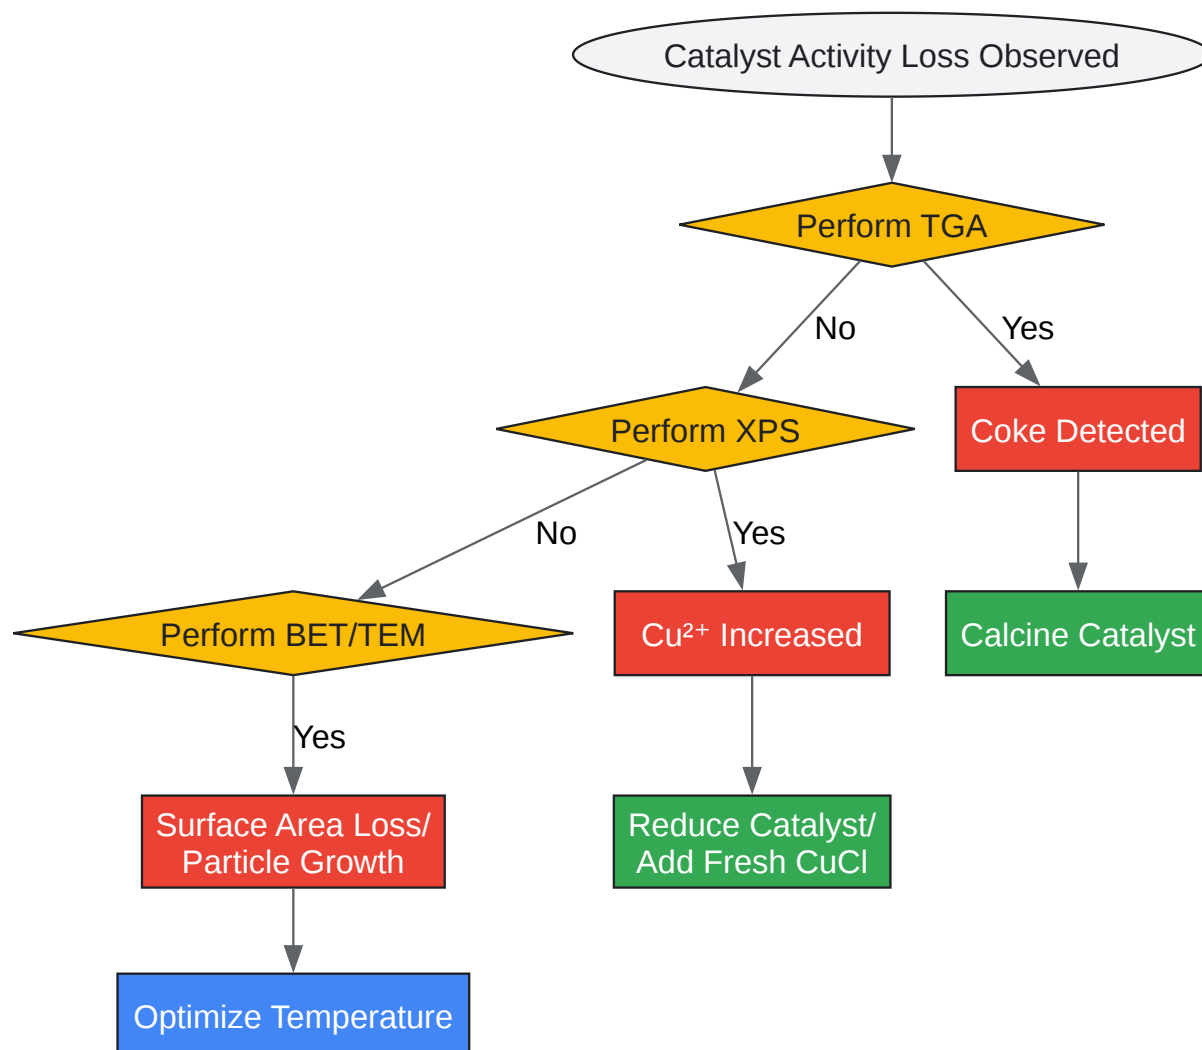 Catalyst Activity Loss Observed
Perform TGA
No
Yes
Perform XPS
Coke Detected
No
Yes
Perform BET/TEM
Cu²⁺ Increased
Calcine Catalyst
Yes
Surface Area Loss/
Particle Growth
Reduce Catalyst/
Add Fresh CuCl
Optimize Temperature